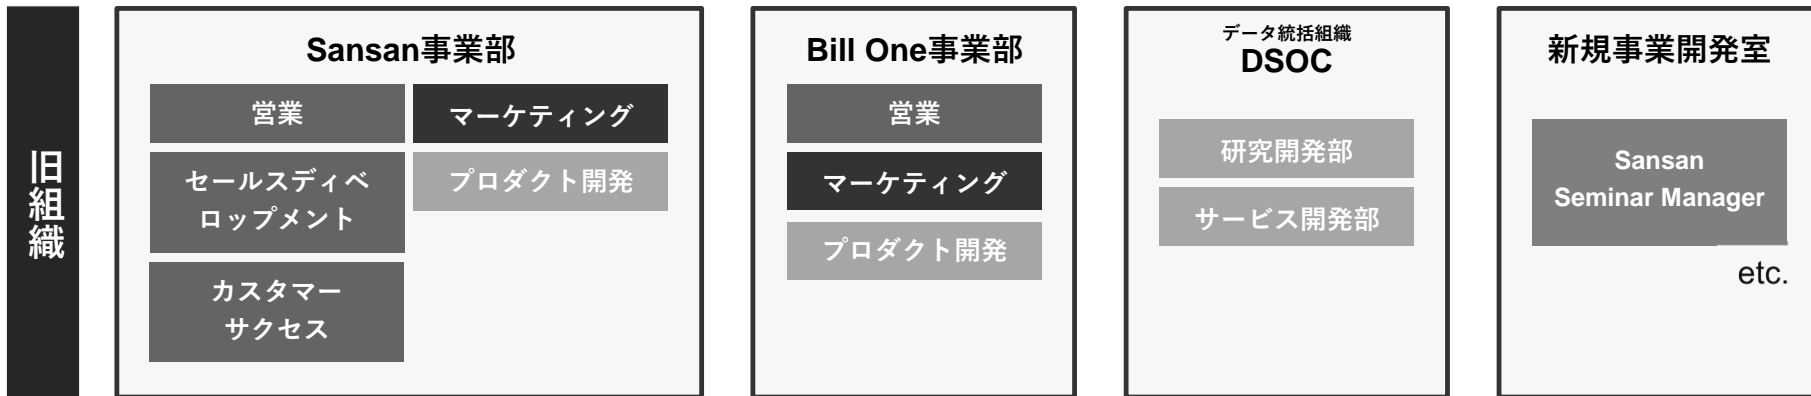 旧組織
Sansan事業部
営業
マーケティング
セールスディベ
ロップメント
プロダクト開発
カスタマー
サクセス
Bill One事業部
営業
マーケティング
プロダクト開発
データ統括組織
DSOC
研究開発部
サービス開発部
新規事業開発室
Sansan
Seminar Manager
etc.